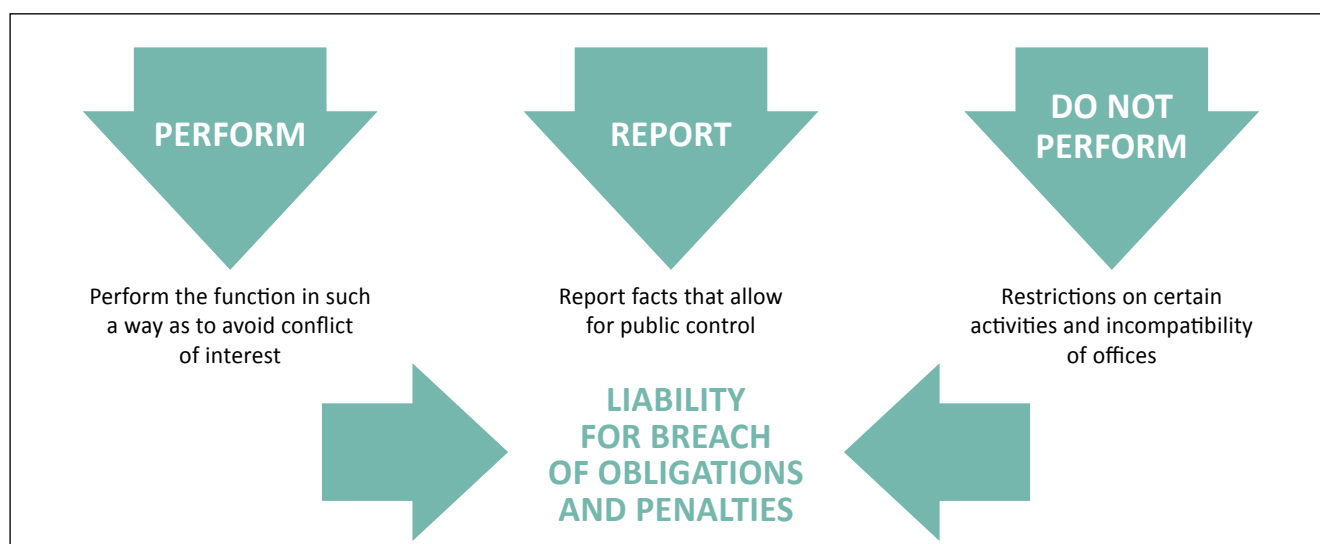 PERFORM
Perform the function in such
a way as to avoid conflict
of interest
REPORT
Report facts that allow
for public control
DO NOT
PERFORM
Restrictions on certain
activities and incompatibility
of offices
LIABILITY
FOR BREACH
OF OBLIGATIONS
AND PENALTIES